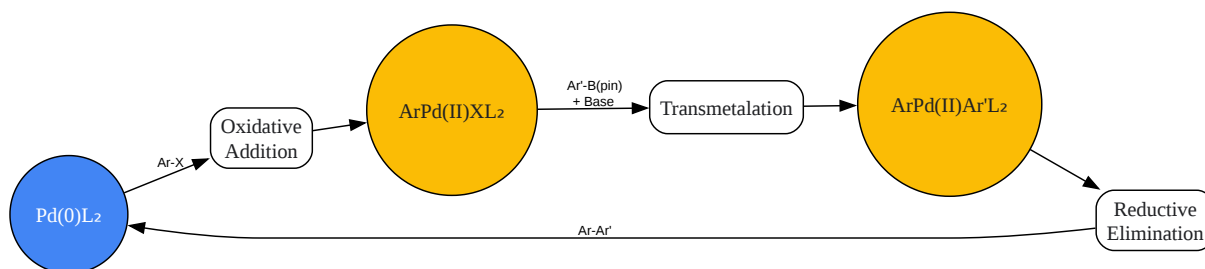 Pd(0)L₂
Ar-X
Oxidative
Addition
ArPd(II)XL₂
Ar'-B(pin)
+ Base
Transmetalation
ArPd(II)Ar'L₂
Reductive
Elimination
Ar-Ar'